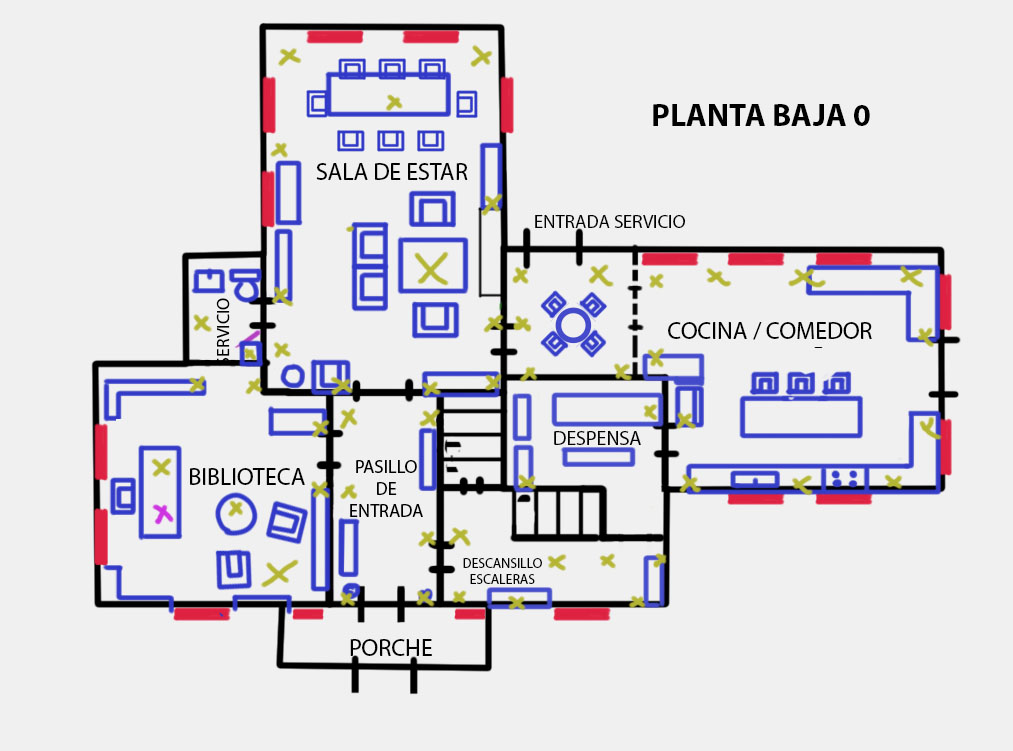 PLANTA BAJA 0
SALA DE ESTAR
ENTRADA SERVICIO
SERVICIO
COCINA / COMEDOR
DESPENSA
BIBLIOTECA
PASILLO
DE
ENTRADA
DESCANSILLO
ESCALERAS
PORCHE